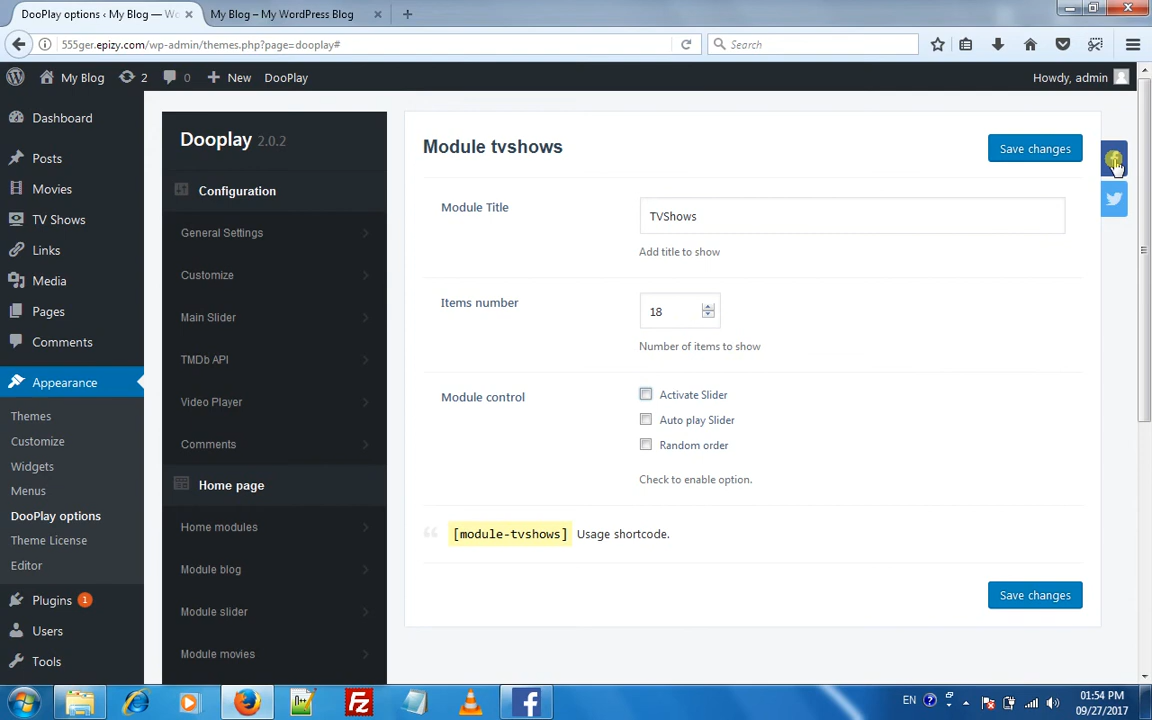 DooPlay options ‹ My Blog — Wo
My Blog – My WordPress Blog
555ger.epizy.com/wp-admin/themes.php?page=dooplay#
Search
My Blog
2
0
New
DooPlay
Howdy, admin
Dashboard
Posts
Movies
TV Shows
Links
Media
Pages
Comments
Appearance
Themes
Customize
Widgets
Menus
DooPlay options
Theme License
Editor
Plugins 1
Users
Tools
Dooplay 2.0.2
Configuration
General Settings
Customize
Main Slider
TMDb API
Video Player
Comments
Home page
Home modules
Module blog
Module slider
Module movies
Module tvshows
Save changes
Module Title
TVShows
Add title to show
Items number
18
Number of items to show
Module control
Activate Slider
Auto play Slider
Random order
Check to enable option.
[module-tvshows] Usage shortcode.
Save changes
EN
01:54 PM
09/27/2017